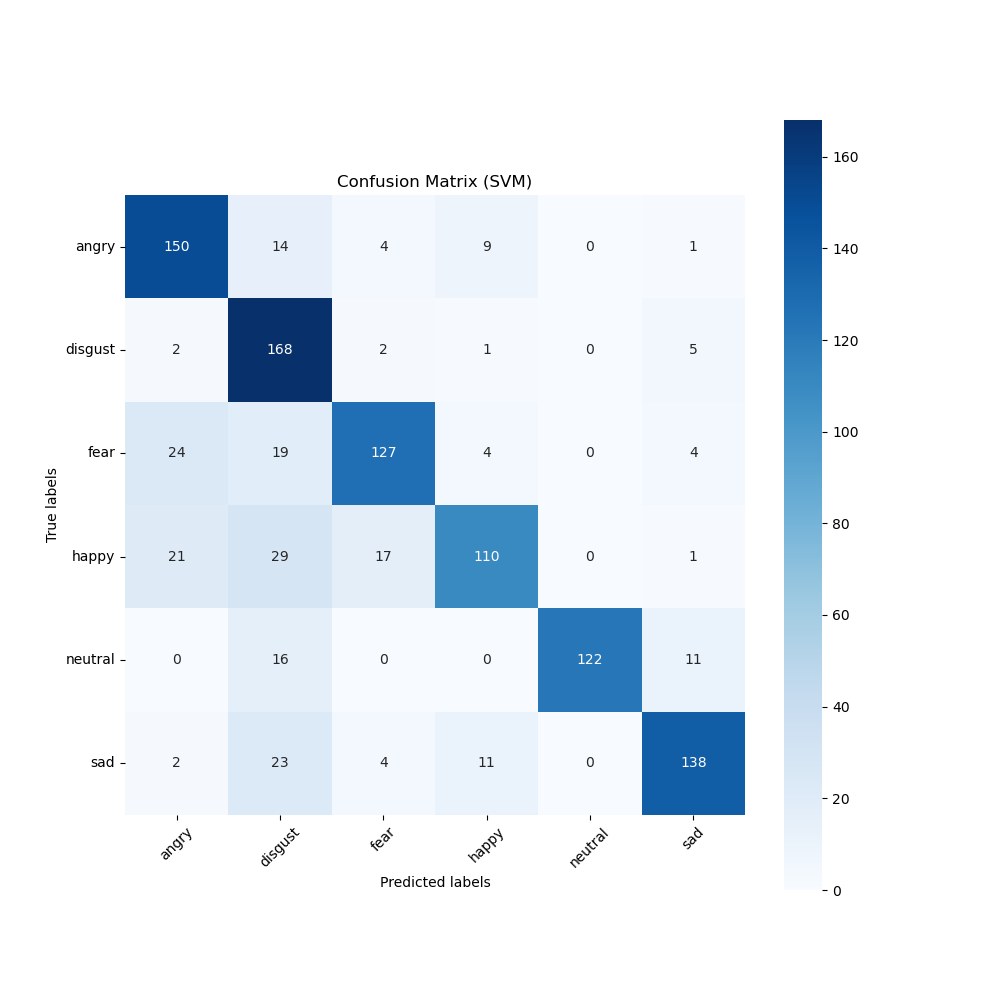 Confusion Matrix (SVM)
angry 150 14 4 9 0 1
disgust 2 168 2 1 0 5
fear 24 19 127 4 0 4
happy 21 29 17 110 0 1
neutral 0 16 0 0 122 11
sad 2 23 4 11 0 138
angry disgust fear happy neutral sad
Predicted labels
True labels
160
140
120
100
80
60
40
20
0